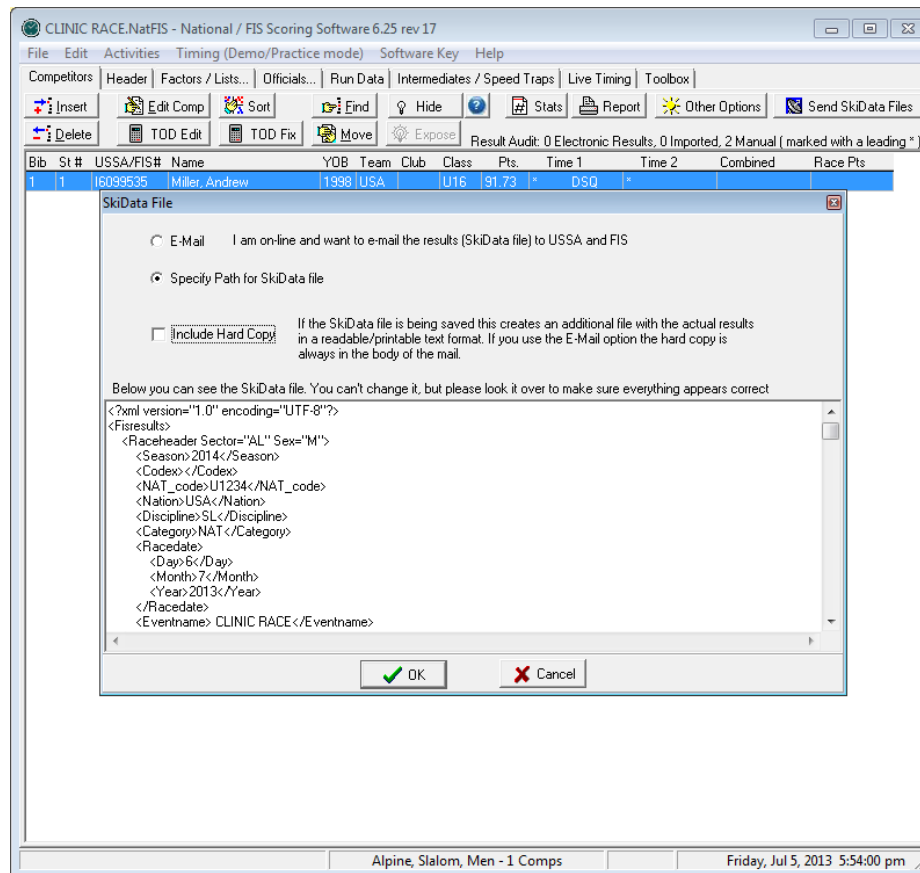 CLINIC RACE.NatFIS - National / FIS Scoring Software 6.25 rev 17
File Edit Activities Timing (Demo/Practice mode) Software Key Help
Competitors Header Factors / Lists... Officials... Run Data Intermediates / Speed Traps Live Timing Toolbox
Insert Edit Comp Sort Find Hide ? Stats Report Other Options Send SkiData Files
Delete TOD Edit TOD Fix Move Expose Result Audit: 0 Electronic Results, 0 Imported, 2 Manual ( marked with a leading * )
Bib St # USSA/FIS# Name YOB Team Club Class Pts. Time 1 Time 2 Combined Race Pts
1 1 I6099535 Miller, Andrew 1998 USA U16 91.73 * DSQ *
SkiData File
E-Mail I am on-line and want to e-mail the results (SkiData file) to USSA and FIS
Specify Path for SkiData file
Include Hard Copy
If the SkiData file is being saved this creates an additional file with the actual results
in a readable/printable text format. If you use the E-Mail option the hard copy is
always in the body of the mail.
Below you can see the SkiData file. You can't change it, but please look it over to make sure everything appears correct
<?xml version="1.0" encoding="UTF-8"?>
<Fisresults>
<Raceheader Sector="AL" Sex="M">
<Season>2014</Season>
<Codex></Codex>
<NAT_code>U1234</NAT_code>
<Nation>USA</Nation>
<Discipline>SL</Discipline>
<Category>NAT</Category>
<Racedate>
<Day>6</Day>
<Month>7</Month>
<Year>2013</Year>
</Racedate>
<Eventname> CLINIC RACE</Eventname>
OK Cancel
Alpine, Slalom, Men - 1 Comps Friday, Jul 5, 2013 5:54:00 pm